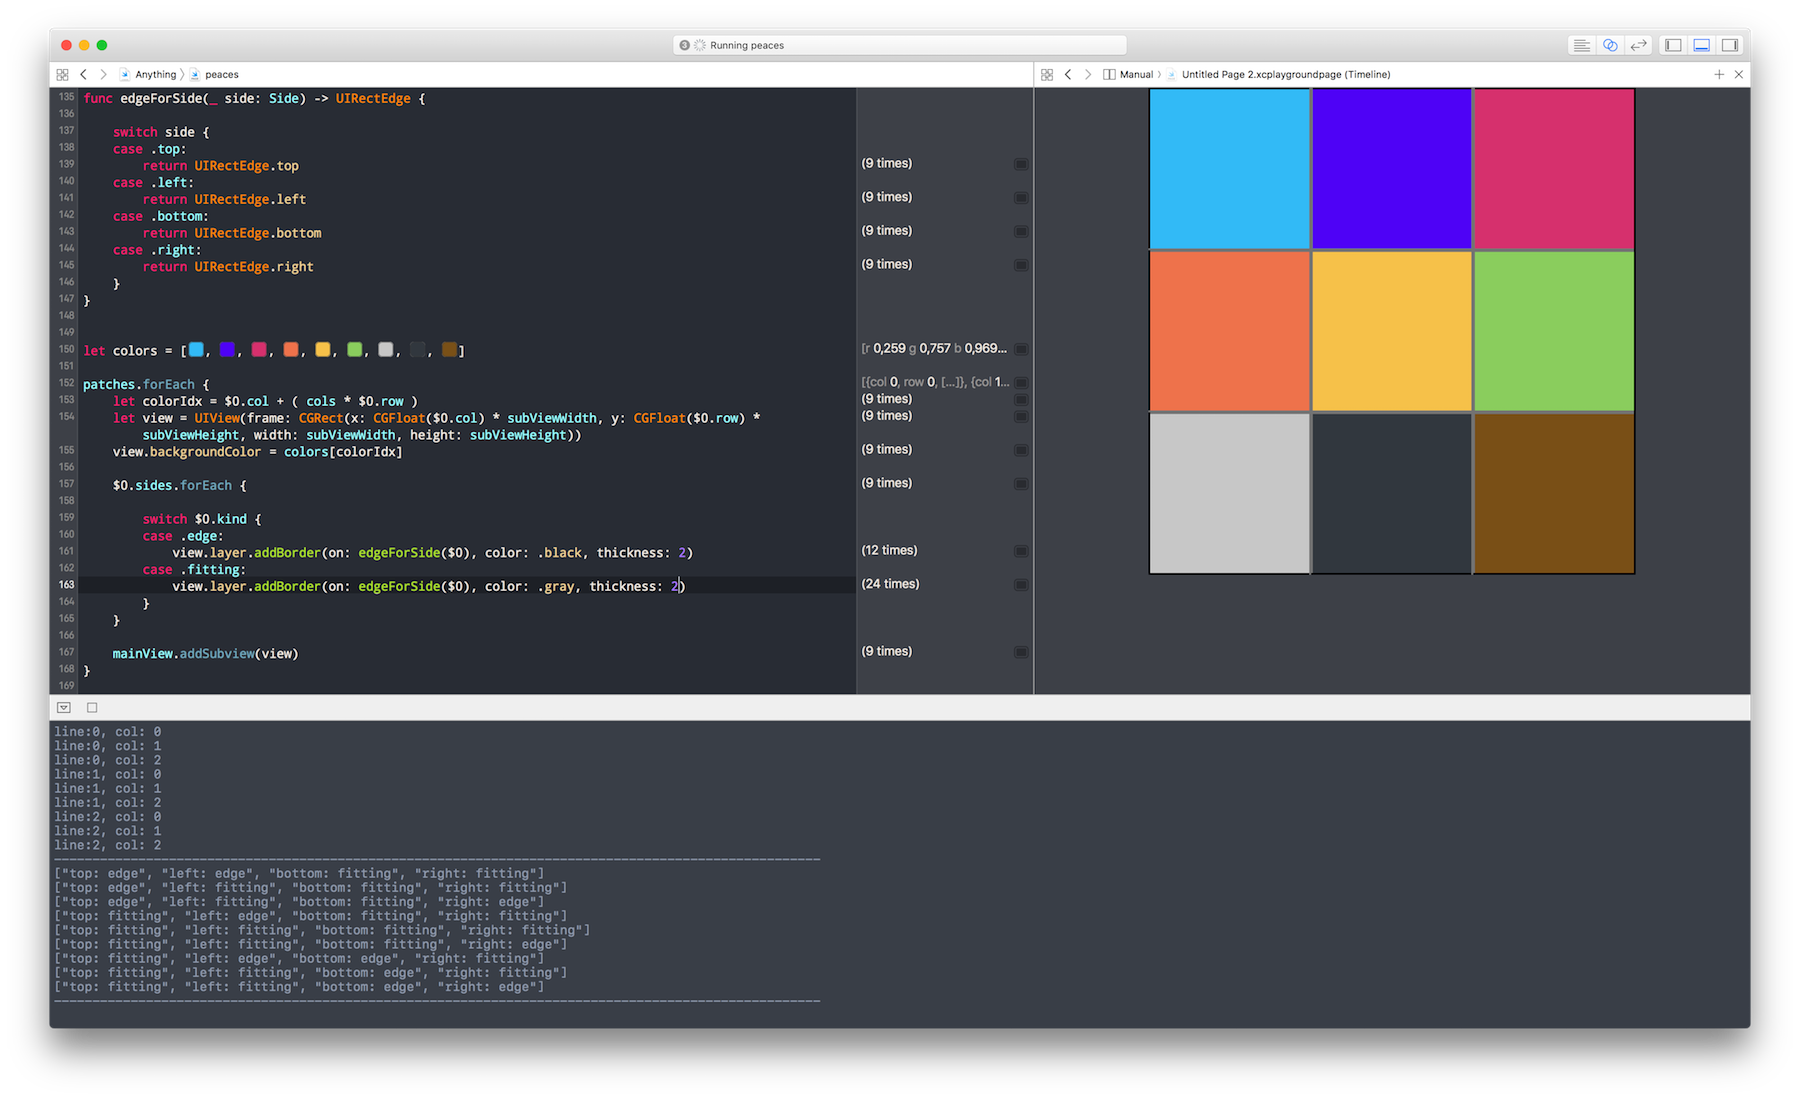 3 Running peaces
Anything peaces
Manual Untitled Page 2.xcplaygroundpage (Timeline)
135 func edgeForSide(_ side: Side) -> UIRectEdge {
136
137 switch side {
138 case .top:
139 return UIRectEdge.top (9 times)
140 case .left:
141 return UIRectEdge.left (9 times)
142 case .bottom:
143 return UIRectEdge.bottom (9 times)
144 case .right:
145 return UIRectEdge.right (9 times)
146 }
147 }
148
149
150 let colors = [ , , , , , , , , ] [r 0,259 g 0,757 b 0,969...
151
152 patches.forEach { [{col 0, row 0, [...]}, {col 1...
153 let colorIdx = $0.col + ( cols * $0.row ) (9 times)
154 let view = UIView(frame: CGRect(x: CGFloat($0.col) * subViewWidth, y: CGFloat($0.row) * (9 times)
subViewHeight, width: subViewWidth, height: subViewHeight))
155 view.backgroundColor = colors[colorIdx] (9 times)
156
157 $0.sides.forEach { (9 times)
158
159 switch $0.kind {
160 case .edge:
161 view.layer.addBorder(on: edgeForSide($0), color: .black, thickness: 2) (12 times)
162 case .fitting:
163 view.layer.addBorder(on: edgeForSide($0), color: .gray, thickness: 2) (24 times)
164 }
165 }
166
167 mainView.addSubview(view) (9 times)
168 }
169
line:0, col: 0
line:0, col: 1
line:0, col: 2
line:1, col: 0
line:1, col: 1
line:1, col: 2
line:2, col: 0
line:2, col: 1
line:2, col: 2
["top: edge", "left: edge", "bottom: fitting", "right: fitting"]
["top: edge", "left: fitting", "bottom: fitting", "right: fitting"]
["top: edge", "left: fitting", "bottom: fitting", "right: edge"]
["top: fitting", "left: edge", "bottom: fitting", "right: fitting"]
["top: fitting", "left: fitting", "bottom: fitting", "right: fitting"]
["top: fitting", "left: fitting", "bottom: fitting", "right: edge"]
["top: fitting", "left: edge", "bottom: edge", "right: fitting"]
["top: fitting", "left: fitting", "bottom: edge", "right: fitting"]
["top: fitting", "left: fitting", "bottom: edge", "right: edge"]